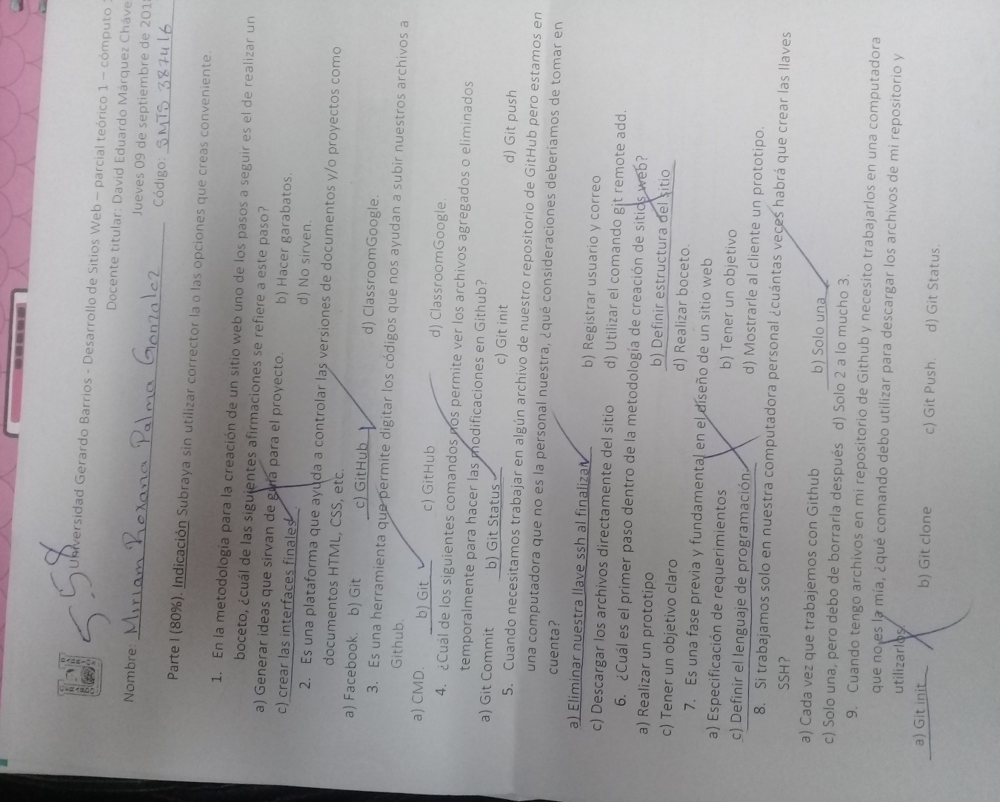 5.58
Universidad Gerardo Barrios - Desarrollo de Sitios Web – parcial teórico 1 – cómputo
Docente titular: David Eduardo Márquez Cháve
Jueves 09 de septiembre de 201
Nombre: Miriam Roxana Palma Gonzalez Código: SMTS 387416
Parte I (80%). Indicación Subraya sin utilizar corrector la o las opciones que creas conveniente.
1. En la metodología para la creación de un sitio web uno de los pasos a seguir es el de realizar un
boceto, ¿cuál de las siguientes afirmaciones se refiere a este paso?
a) Generar ideas que sirvan de guía para el proyecto. b) Hacer garabatos.
c) crear las interfaces finales d) No sirven.
2. Es una plataforma que ayuda a controlar las versiones de documentos y/o proyectos como
documentos HTML, CSS, etc.
a) Facebook. b) Git c) GitHub d) ClassroomGoogle.
3. Es una herramienta que permite digitar los códigos que nos ayudan a subir nuestros archivos a
Github.
a) CMD. b) Git c) GitHub d) ClassroomGoogle.
4. ¿Cuál de los siguientes comandos nos permite ver los archivos agregados o eliminados
temporalmente para hacer las modificaciones en Github?
a) Git Commit b) Git Status c) Git init d) Git push
5. Cuando necesitamos trabajar en algún archivo de nuestro repositorio de GitHub pero estamos en
una computadora que no es la personal nuestra, ¿qué consideraciones deberíamos de tomar en
cuenta?
a) Eliminar nuestra llave ssh al finalizar b) Registrar usuario y correo
c) Descargar los archivos directamente del sitio d) Utilizar el comando git remote add.
6. ¿Cuál es el primer paso dentro de la metodología de creación de sitios web?
a) Realizar un prototipo b) Definir estructura del sitio
c) Tener un objetivo claro d) Realizar boceto.
7. Es una fase previa y fundamental en el diseño de un sitio web
a) Especificación de requerimientos b) Tener un objetivo
c) Definir el lenguaje de programación. d) Mostrarle al cliente un prototipo.
8. Si trabajamos solo en nuestra computadora personal ¿cuántas veces habrá que crear las llaves
SSH?
a) Cada vez que trabajemos con Github b) Solo una
c) Solo una, pero debo de borrarla después d) Solo 2 a lo mucho 3.
9. Cuando tengo archivos en mi repositorio de Github y necesito trabajarlos en una computadora
que no es la mía, ¿qué comando debo utilizar para descargar los archivos de mi repositorio y
utilizarlos?
a) Git init b) Git clone c) Git Push. d) Git Status.